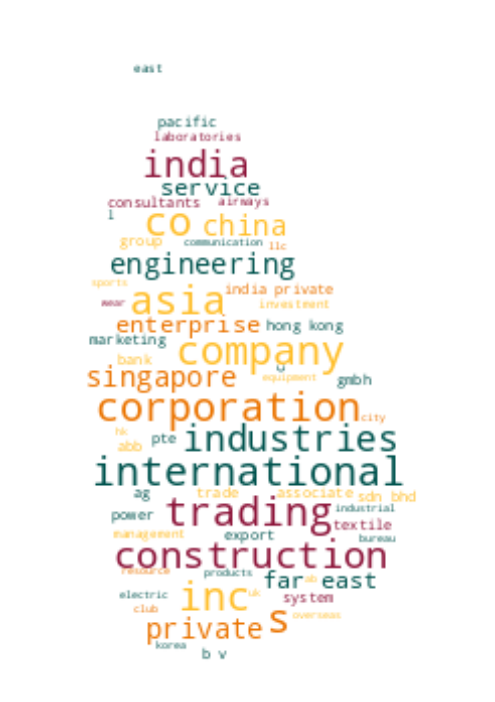 east
pacific
laboratories
india
service
consultants airways
l
co china
group communication llc
engineering
sports
india private
wear asia investment
enterprise hong kong
marketing
company
bank
u
singapore equipment gmbh
corporation city
hk
abb pte industries
international
ag trade associate sdn bhd
power trading industrial
textile
management export bureau
construction
resource products far ab east
electric inc uk system
club
private s overseas
korea
b v